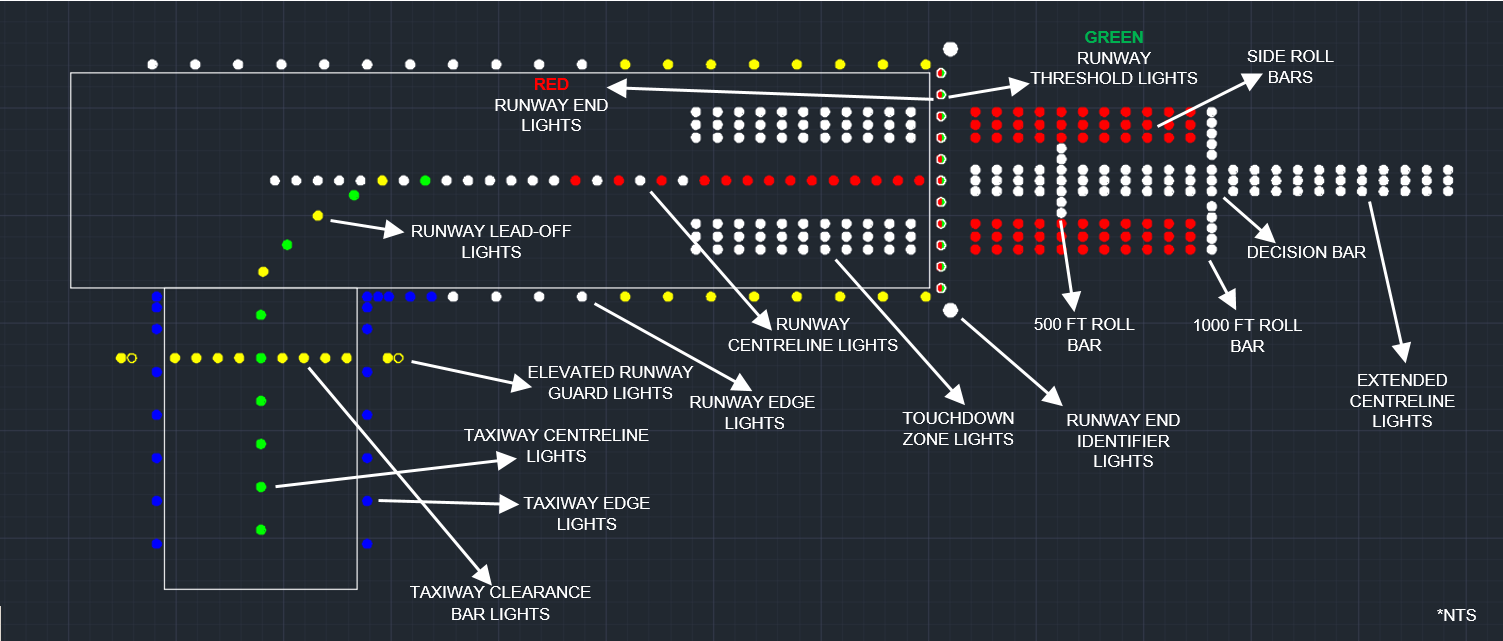 GREEN
RUNWAY
THRESHOLD LIGHTS
SIDE ROLL
BARS
RED
RUNWAY END
LIGHTS
RUNWAY LEAD-OFF
LIGHTS
DECISION BAR
RUNWAY
CENTRELINE LIGHTS
500 FT ROLL
BAR
1000 FT ROLL
BAR
ELEVATED RUNWAY
GUARD LIGHTS
RUNWAY EDGE
LIGHTS
TOUCHDOWN
ZONE LIGHTS
RUNWAY END
IDENTIFIER
LIGHTS
EXTENDED
CENTRELINE
LIGHTS
TAXIWAY CENTRELINE
LIGHTS
TAXIWAY EDGE
LIGHTS
TAXIWAY CLEARANCE
BAR LIGHTS
*NTS